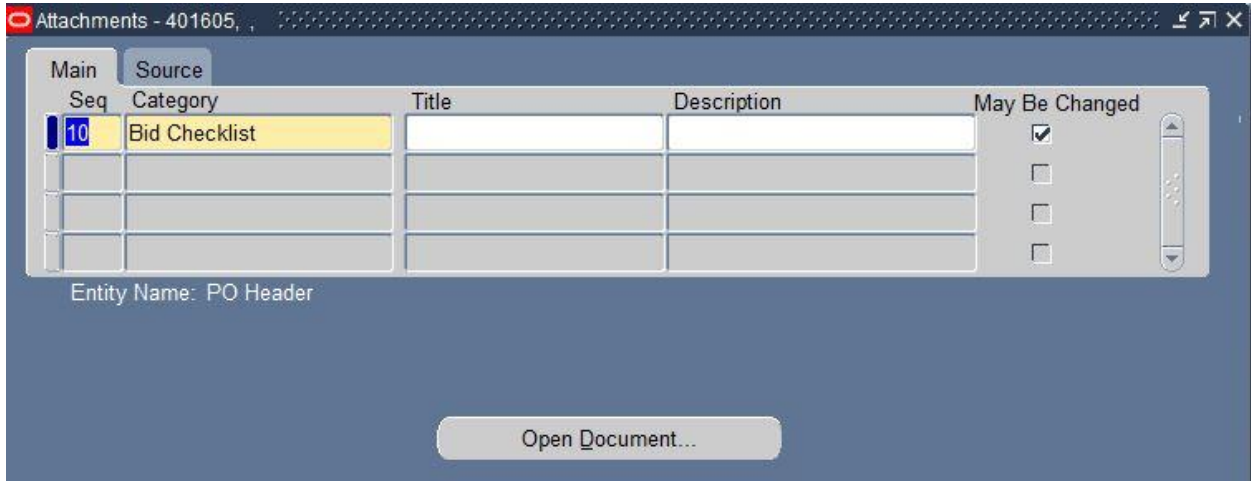 Attachments - 401605, ,
Main Source
Seq Category Title Description May Be Changed
10 Bid Checklist
Entity Name: PO Header
Open Document...